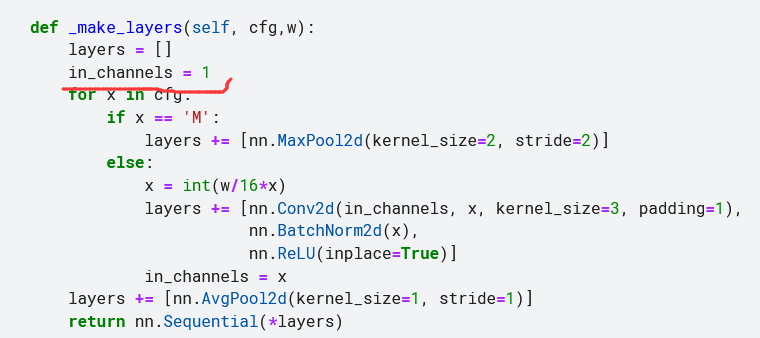 def _make_layers(self, cfg,w):
    layers = []
    in_channels = 1
    for x in cfg:
        if x == 'M':
            layers += [nn.MaxPool2d(kernel_size=2, stride=2)]
        else:
            x = int(w/16*x)
            layers += [nn.Conv2d(in_channels, x, kernel_size=3, padding=1),
                       nn.BatchNorm2d(x),
                       nn.ReLU(inplace=True)]
            in_channels = x
    layers += [nn.AvgPool2d(kernel_size=1, stride=1)]
    return nn.Sequential(*layers)